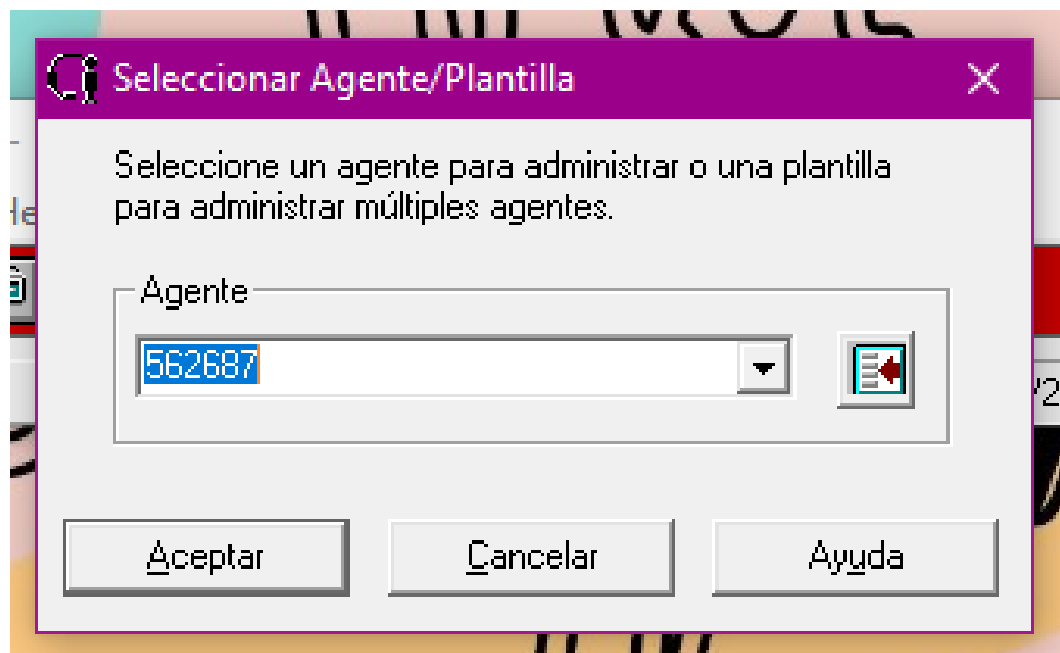 Seleccionar Agente/Plantilla
Seleccione un agente para administrar o una plantilla
para administrar múltiples agentes.
Agente
562687
Aceptar
Cancelar
Ayuda